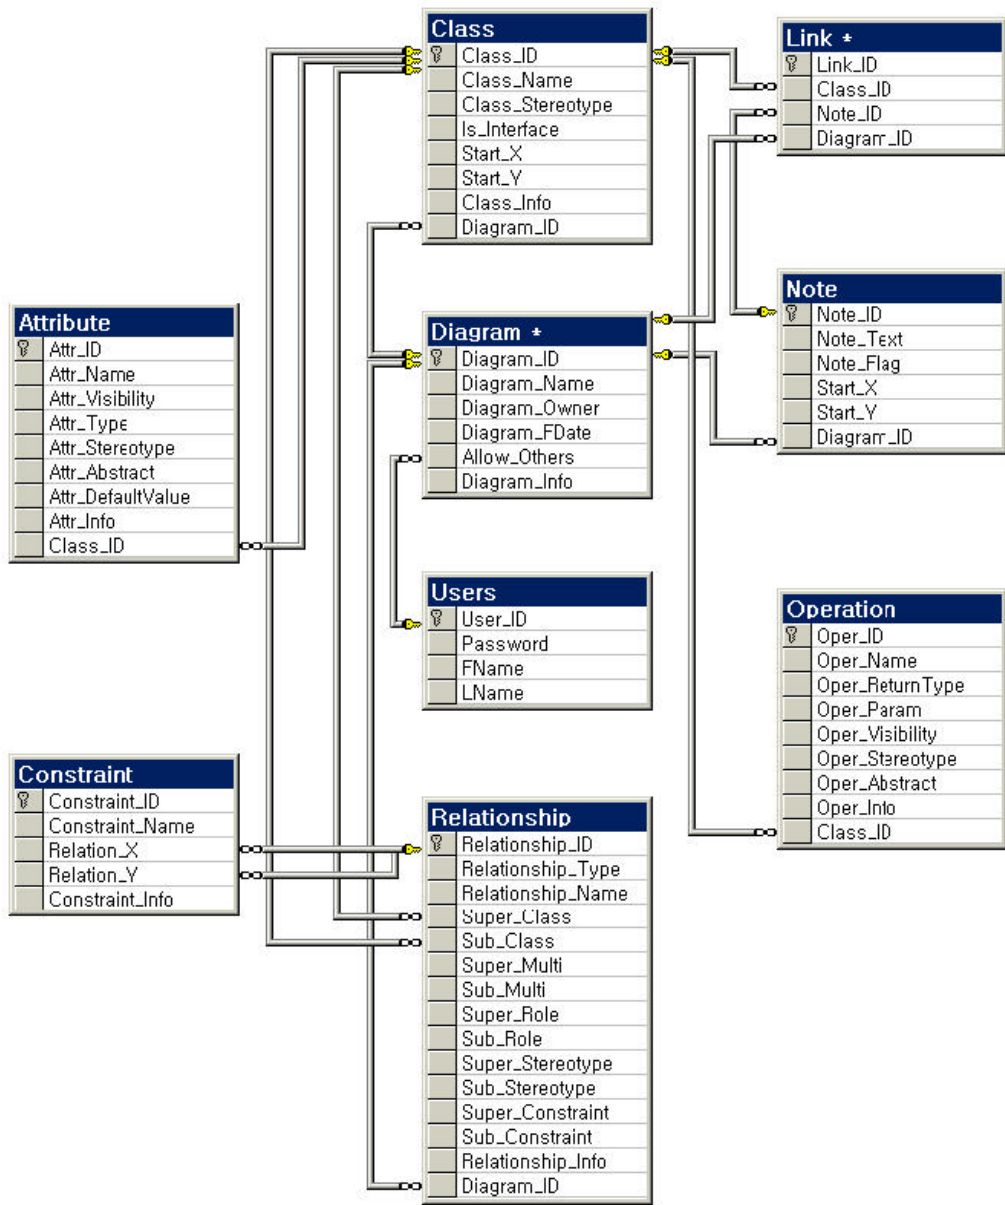 Class
Class_ID
Class_Name
Class_Stereotype
Is_Interface
Start_X
Start_Y
Class_Info
Diagram_ID
Link *
Link_ID
Class_ID
Note_ID
Diagram_ID
Attribute
Attr_ID
Attr_Name
Attr_Visibility
Attr_Type
Attr_Stereotype
Attr_Abstract
Attr_DefaultValue
Attr_Info
Class_ID
Diagram *
Diagram_ID
Diagram_Name
Diagram_Owner
Diagram_FDate
Allow_Others
Diagram_Info
Note
Note_ID
Note_Text
Note_Flag
Start_X
Start_Y
Diagram_ID
Users
User_ID
Password
FName
LName
Operation
Oper_ID
Oper_Name
Oper_ReturnType
Oper_Param
Oper_Visibility
Oper_Stereotype
Oper_Abstract
Oper_Info
Class_ID
Constraint
Constraint_ID
Constraint_Name
Relation_X
Relation_Y
Constraint_Info
Relationship
Relationship_ID
Relationship_Type
Relationship_Name
Super_Class
Sub_Class
Super_Multi
Sub_Multi
Super_Role
Sub_Role
Super_Stereotype
Sub_Stereotype
Super_Constraint
Sub_Constraint
Relationship_Info
Diagram_ID